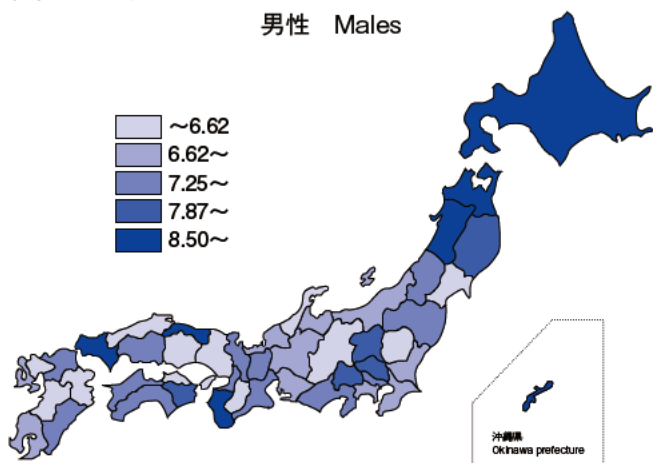 男性 Males
～6.62
6.62～
7.25～
7.87～
8.50～
沖縄県
Okinawa prefecture